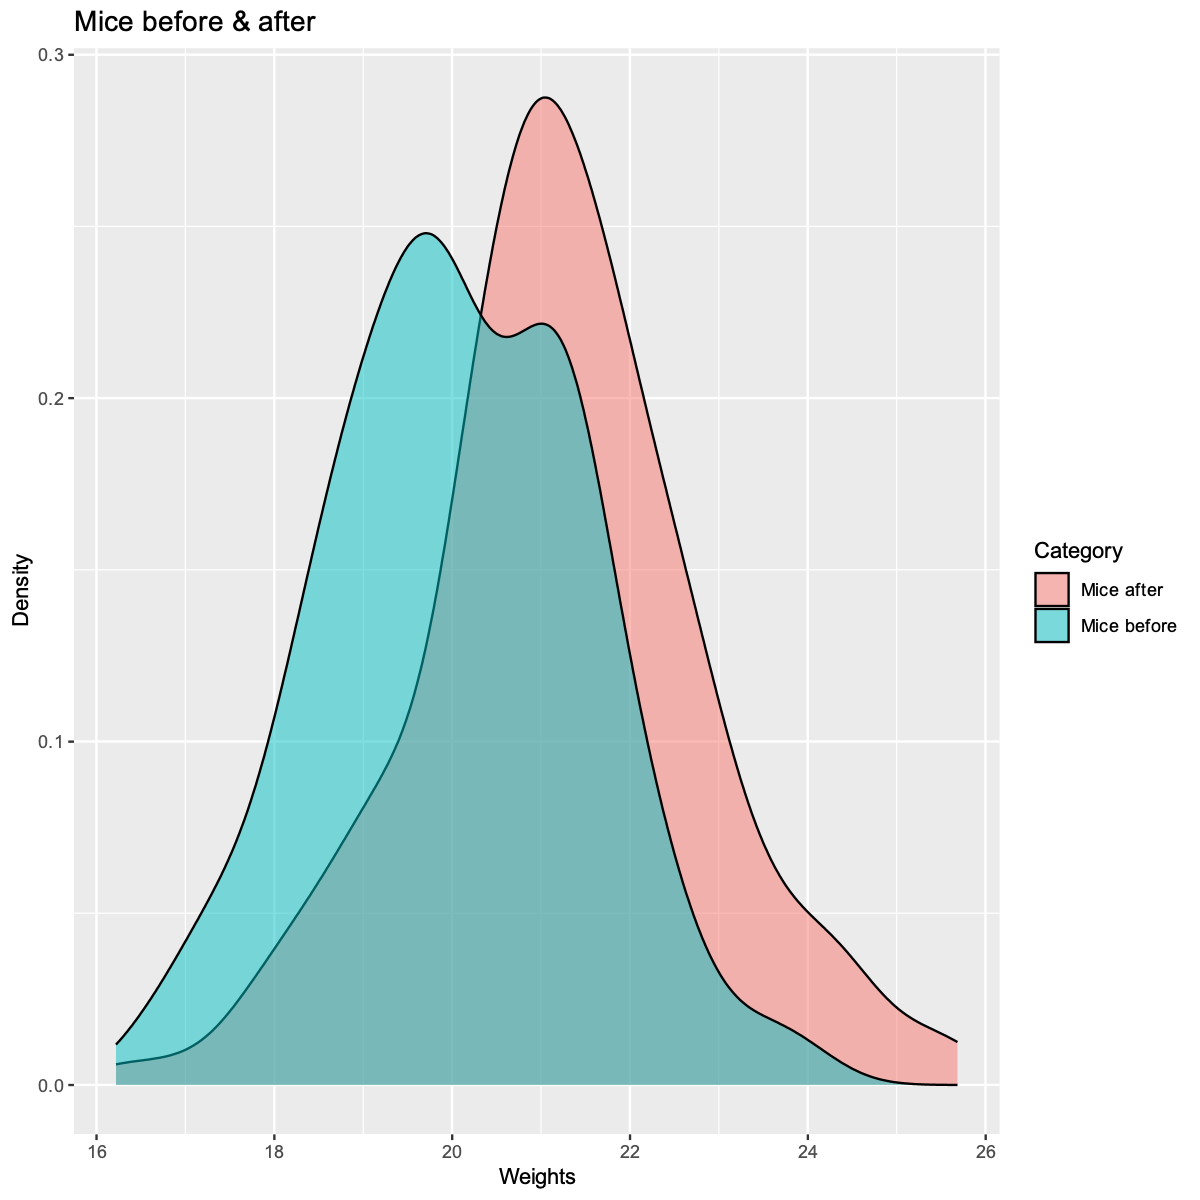 Mice before & after
0.3
0.2
0.1
0.0
Density
16 18 20 22 24 26
Weights
Category
Mice after
Mice before